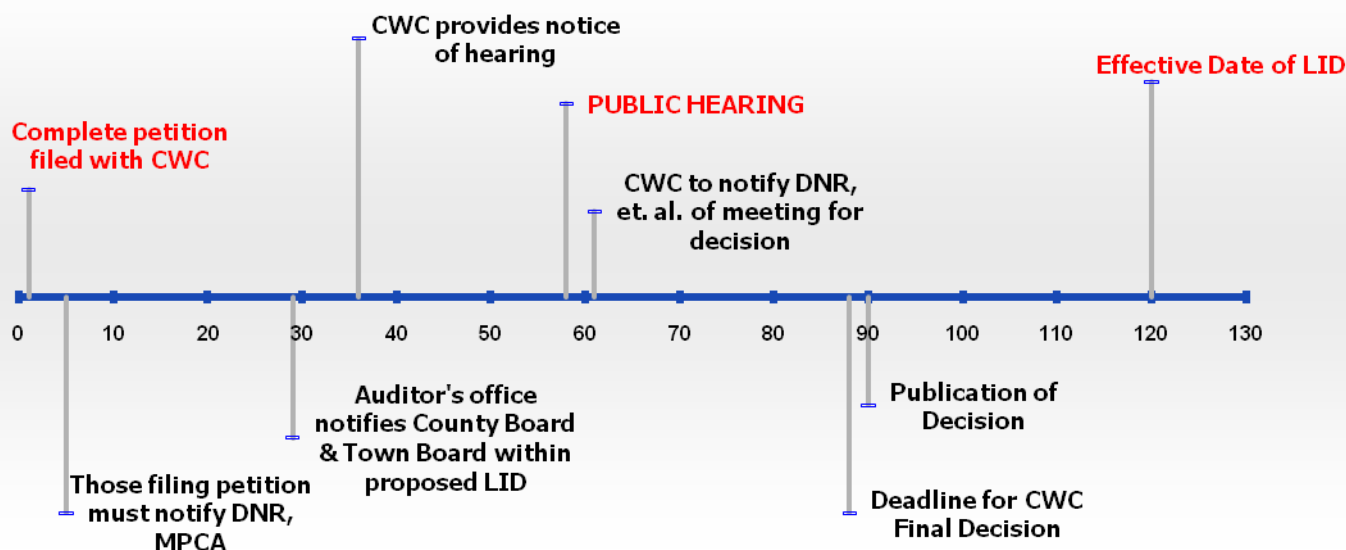 CWC provides notice
of hearing
Effective Date of LID
PUBLIC HEARING
Complete petition
filed with CWC
CWC to notify DNR,
et. al. of meeting for
decision
0 10 20 30 40 50 60 70 80 90 100 110 120 130
Auditor's office
notifies County Board
& Town Board within
proposed LID
Publication of
Decision
Those filing petition
must notify DNR,
MPCA
Deadline for CWC
Final Decision